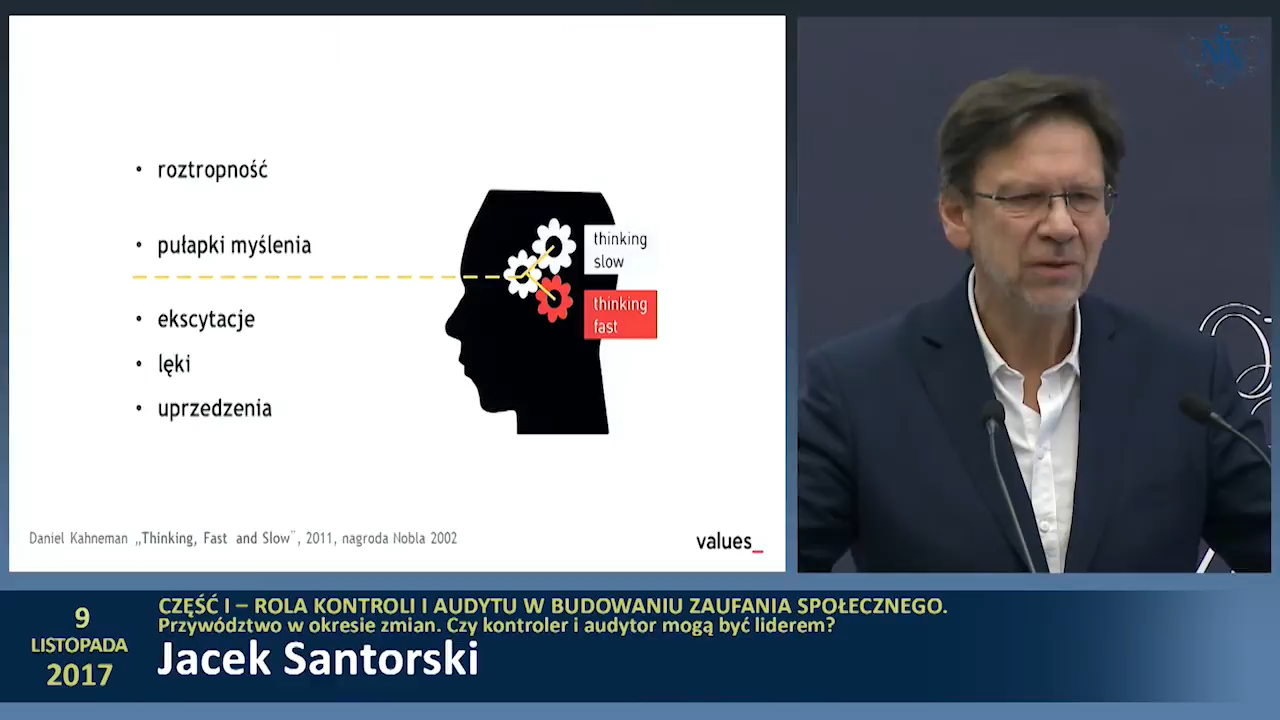 • roztropność
• pułapki myślenia
• ekscytacje
• lęki
• uprzedzenia
thinking
slow
thinking
fast
Daniel Kahneman „Thinking, Fast and Slow", 2011, nagroda Nobla 2002
values_
9
LISTOPADA
2017
CZĘŚĆ I – ROLA KONTROLI I AUDYTU W BUDOWANIU ZAUFANIA SPOŁECZNEGO.
Przywództwo w okresie zmian. Czy kontroler i audytor mogą być liderem?
Jacek Santorski